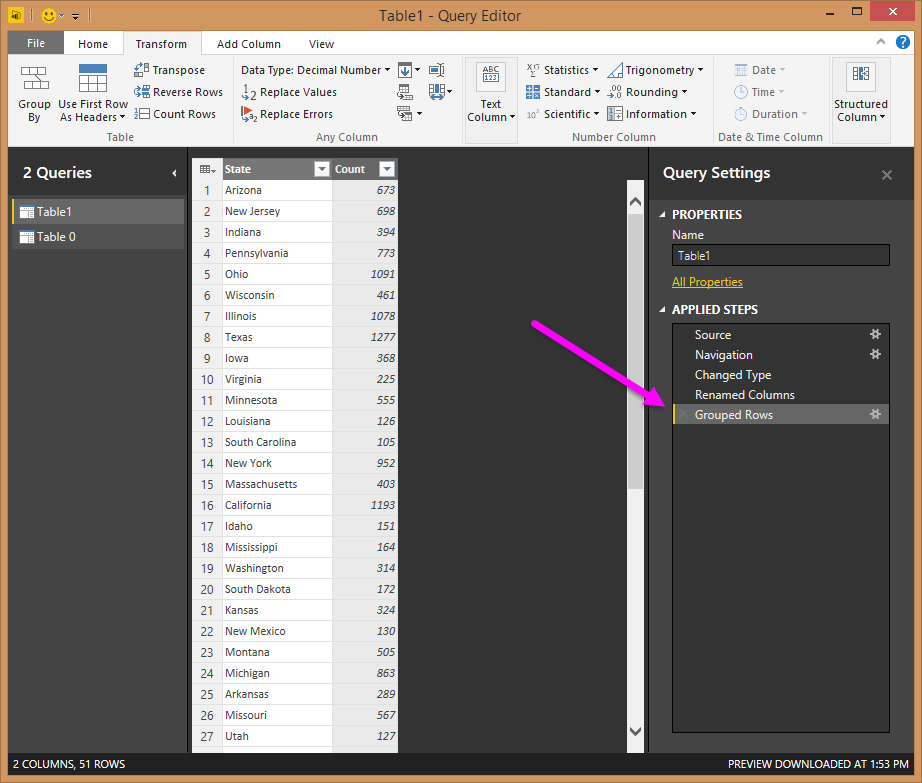 Table1 - Query Editor
File Home Transform Add Column View
Group By
Use First Row As Headers
Transpose
Reverse Rows
Count Rows
Table
Data Type: Decimal Number
1 2 Replace Values
1 2 Replace Errors
Any Column
ABC 123
Text Column
Χσ Statistics
Standard
10² Scientific
Trigonometry
.00 Rounding
Information
Number Column
Date
Time
Duration
Date & Time Column
Structured Column
2 Queries
Table1
Table 0
State Count
1 Arizona 673
2 New Jersey 698
3 Indiana 394
4 Pennsylvania 773
5 Ohio 1091
6 Wisconsin 461
7 Illinois 1078
8 Texas 1277
9 Iowa 368
10 Virginia 225
11 Minnesota 555
12 Louisiana 126
13 South Carolina 105
14 New York 952
15 Massachusetts 403
16 California 1193
17 Idaho 151
18 Mississippi 164
19 Washington 314
20 South Dakota 172
21 Kansas 324
22 New Mexico 130
23 Montana 505
24 Michigan 863
25 Arkansas 289
26 Missouri 567
27 Utah 127
Query Settings
PROPERTIES
Name
Table1
All Properties
APPLIED STEPS
Source
Navigation
Changed Type
Renamed Columns
Grouped Rows
2 COLUMNS, 51 ROWS
PREVIEW DOWNLOADED AT 1:53 PM